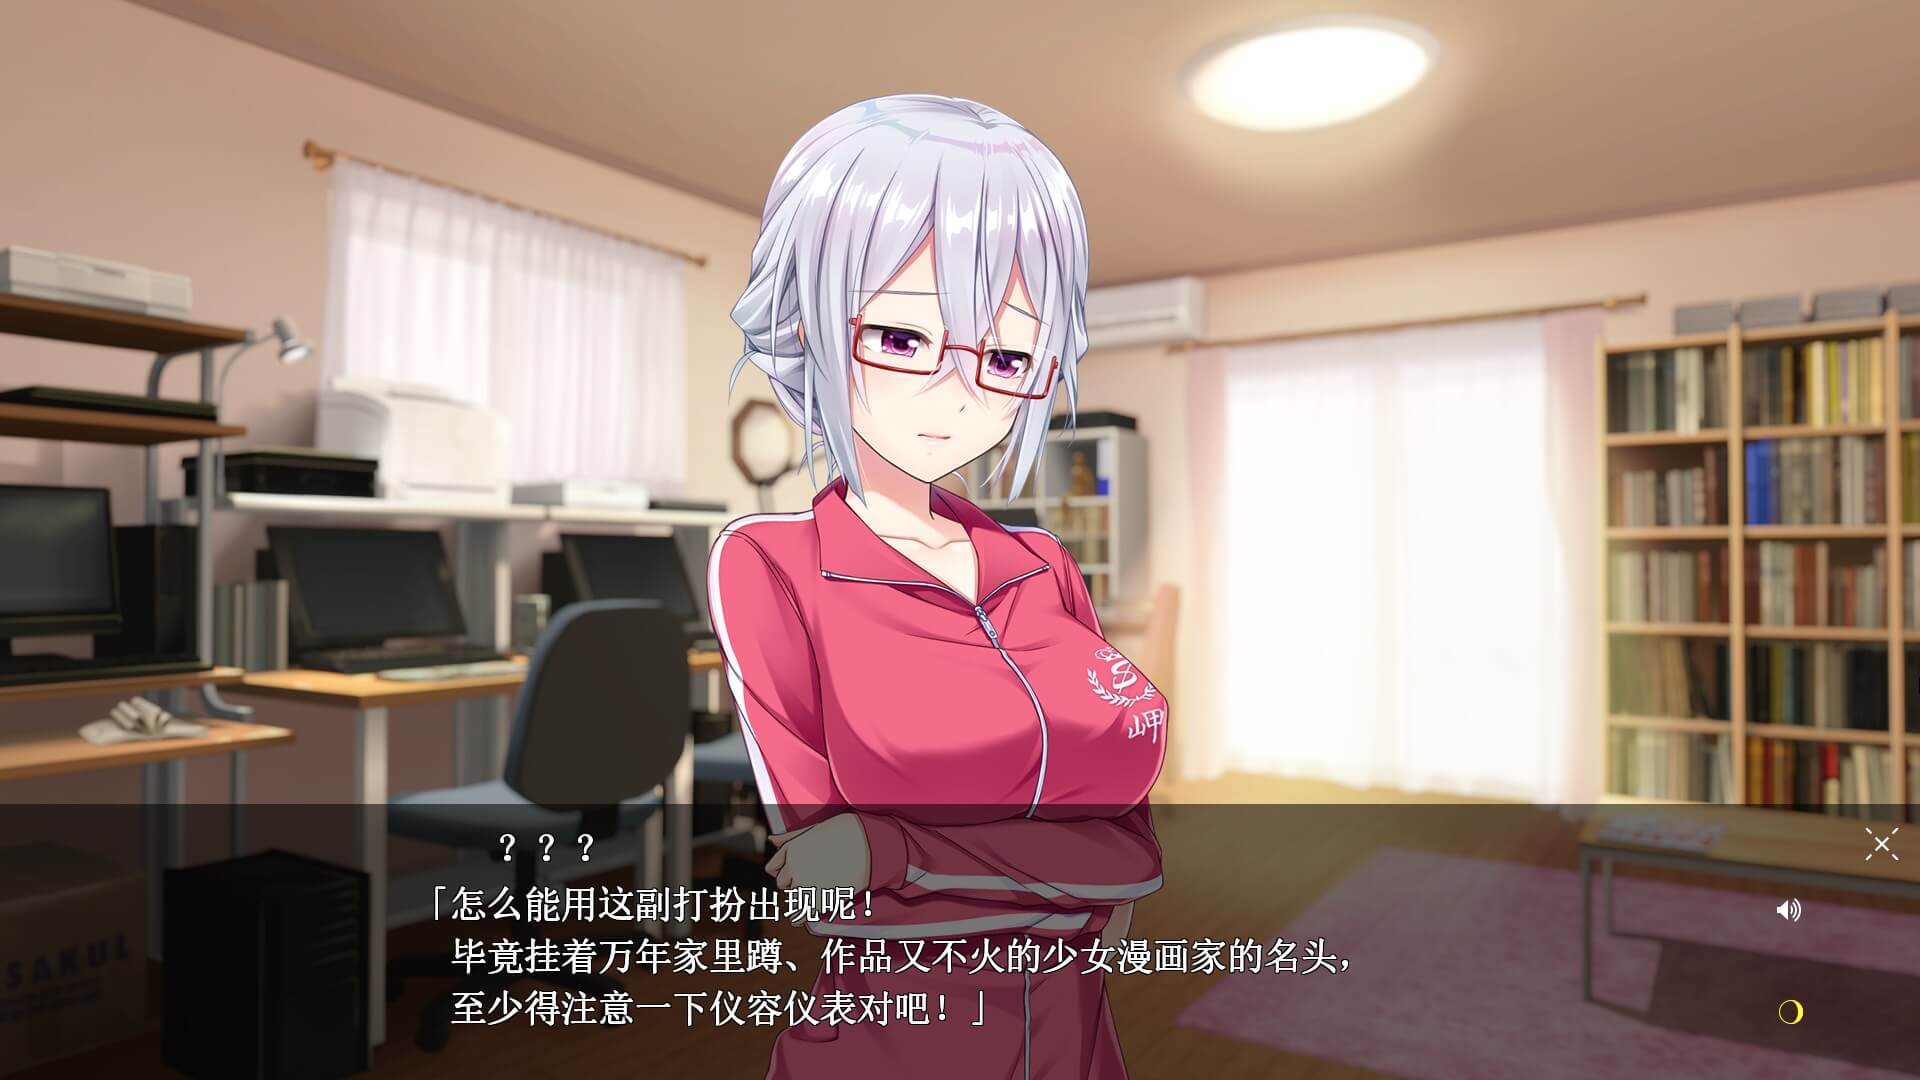 岬
？？？
「怎么能用这副打扮出现呢！
毕竟挂着万年家里蹲、作品又不火的少女漫画家的名头，
至少得注意一下仪容仪表对吧！」
SAKUL